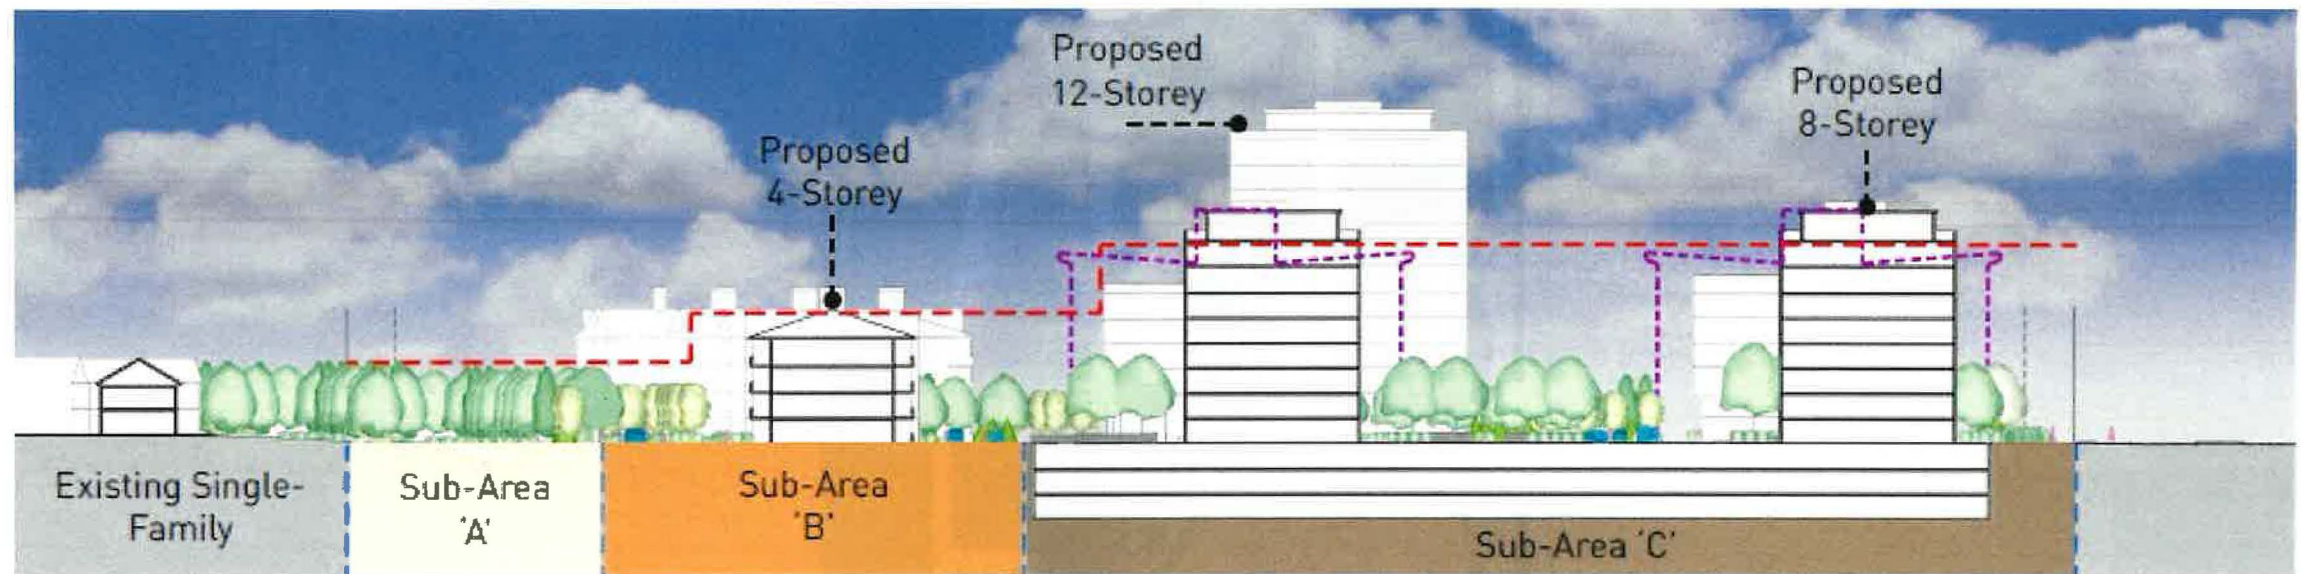 Proposed
12-Storey
Proposed
8-Storey
Proposed
4-Storey
Existing Single-
Family
Sub-Area
'A'
Sub-Area
'B'
Sub-Area 'C'